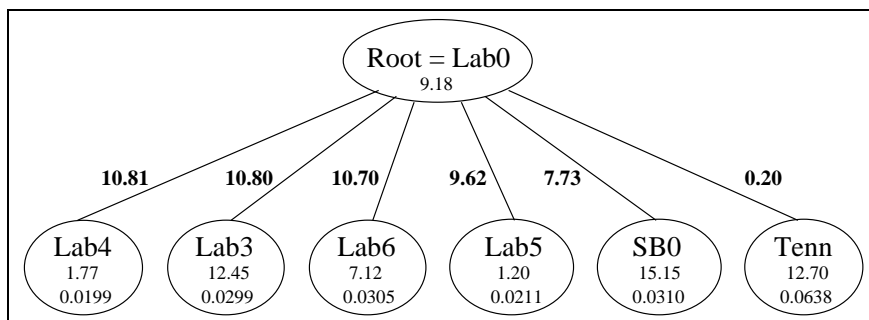 Root = Lab0
9.18
10.81 10.80 10.70 9.62 7.73 0.20
Lab4 Lab3 Lab6 Lab5 SB0 Tenn
1.77 12.45 7.12 1.20 15.15 12.70
0.0199 0.0299 0.0305 0.0211 0.0310 0.0638